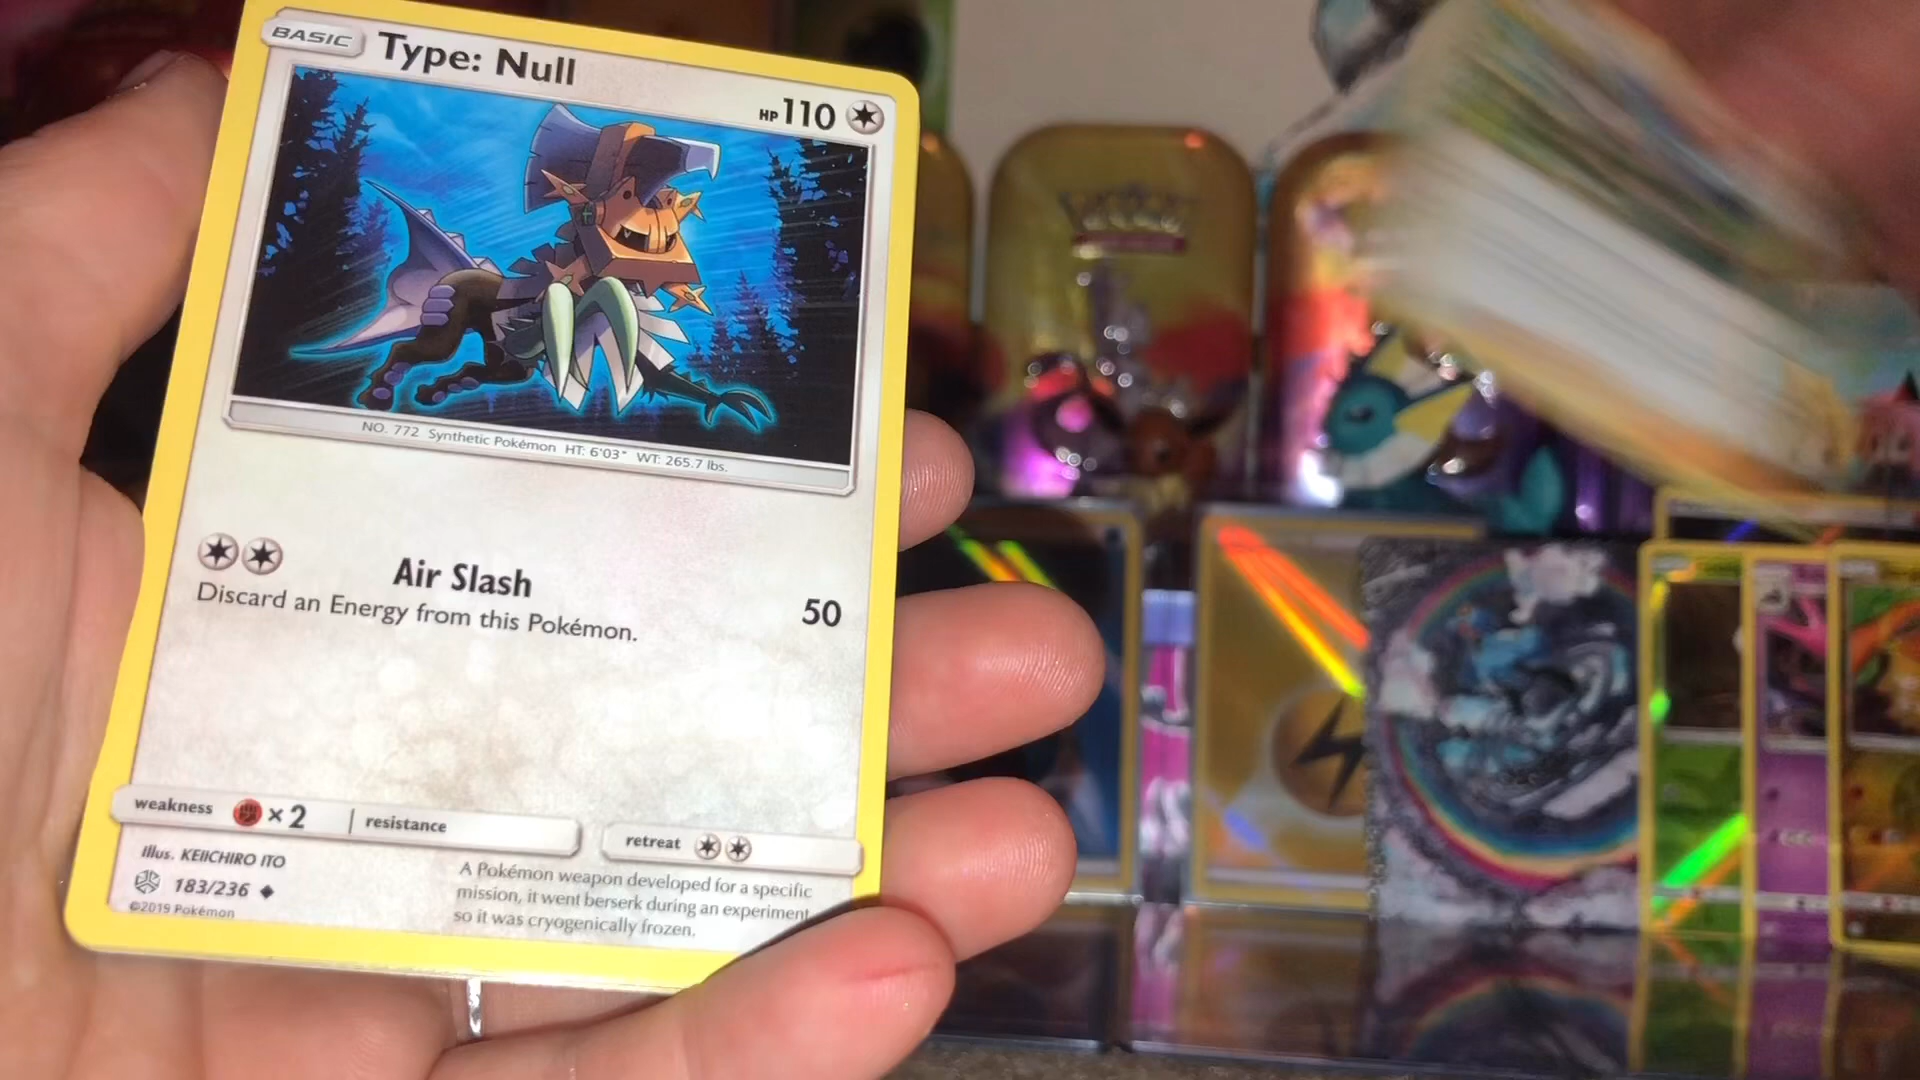 BASIC Type: Null
HP 110
NO. 772 Synthetic Pokémon HT: 6'03" WT: 265.7 lbs.
Air Slash
50
Discard an Energy from this Pokémon.
weakness × 2 resistance
retreat
Illus. KEIICHIRO ITO
183/236
©2019 Pokémon
A Pokémon weapon developed for a specific
mission, it went berserk during an experiment
so it was cryogenically frozen.
Pokémon